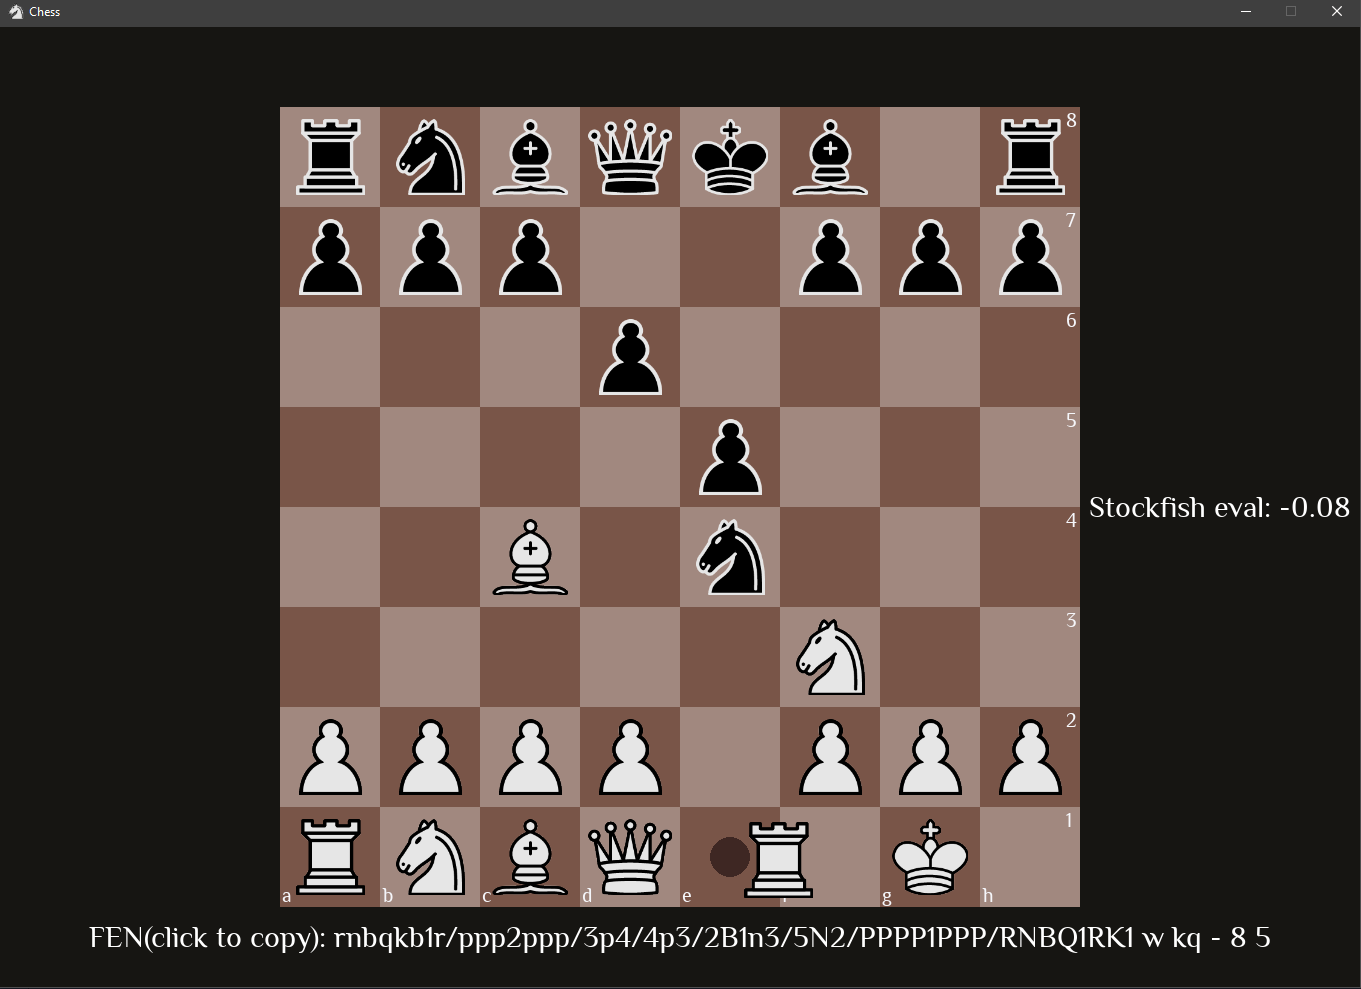 Chess
8
7
6
5
Stockfish eval: -0.08
4
3
2
1
a b c d e f g h
FEN(click to copy): rnbqkb1r/ppp2ppp/3p4/4p3/2B1n3/5N2/PPPP1PPP/RNBQ1RK1 w kq - 8 5